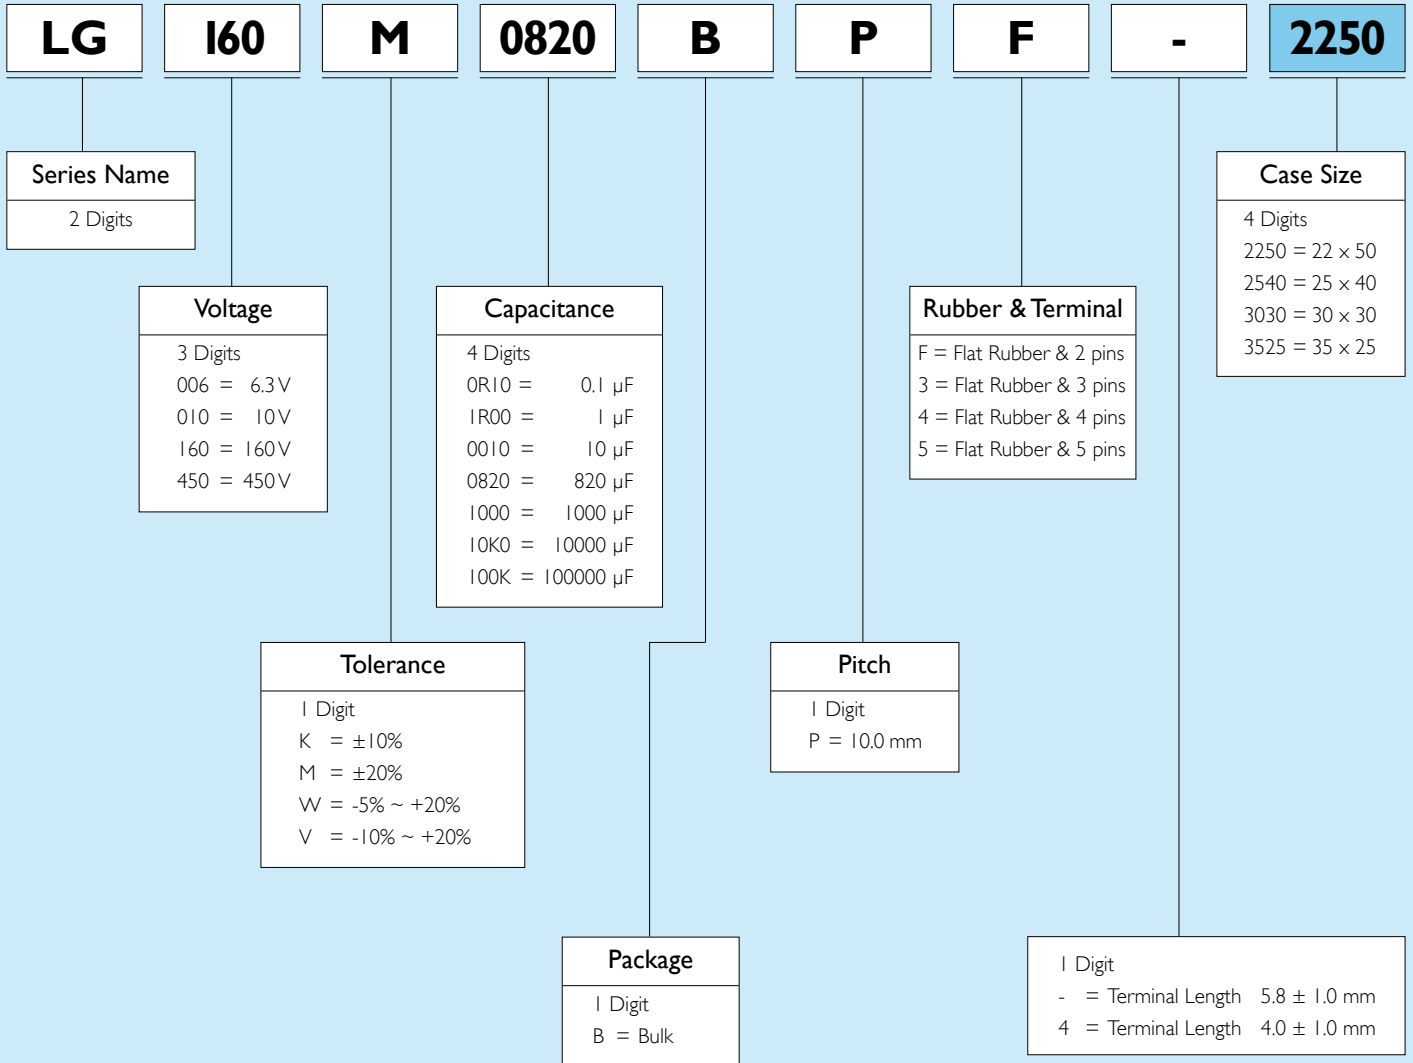 LG 160 M 0820 B P F - 2250
Series Name
2 Digits
Case Size
4 Digits
2250 = 22 x 50
2540 = 25 x 40
3030 = 30 x 30
3525 = 35 x 25
Voltage
3 Digits
006 = 6.3 V
010 = 10 V
160 = 160 V
450 = 450 V
Capacitance
4 Digits
0R10 = 0.1 µF
1R00 = 1 µF
0010 = 10 µF
0820 = 820 µF
1000 = 1000 µF
10K0 = 10000 µF
100K = 100000 µF
Rubber & Terminal
F = Flat Rubber & 2 pins
3 = Flat Rubber & 3 pins
4 = Flat Rubber & 4 pins
5 = Flat Rubber & 5 pins
Tolerance
1 Digit
K = ±10%
M = ±20%
W = -5% ~ +20%
V = -10% ~ +20%
Pitch
1 Digit
P = 10.0 mm
Package
1 Digit
B = Bulk
1 Digit
- = Terminal Length 5.8 ± 1.0 mm
4 = Terminal Length 4.0 ± 1.0 mm